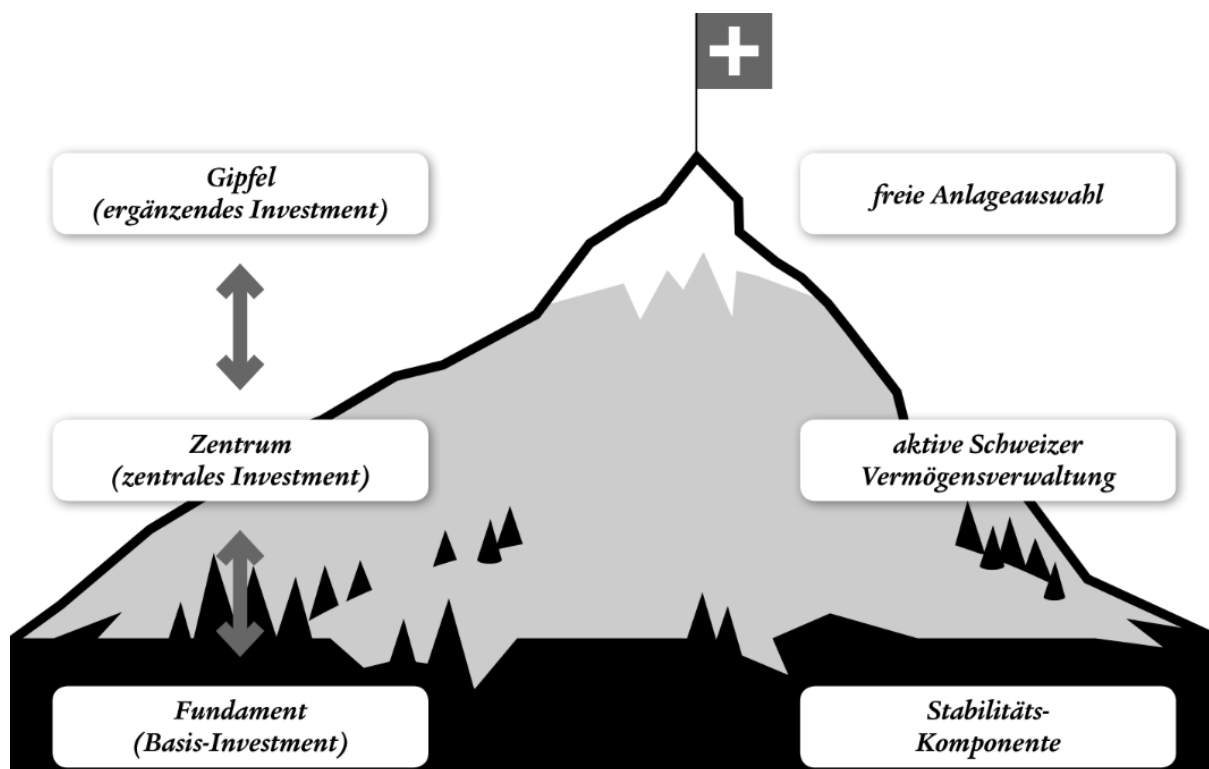 Gipfel
(ergänzendes Investment)
freie Anlageauswahl
Zentrum
(zentrales Investment)
aktive Schweizer
Vermögensverwaltung
Fundament
(Basis-Investment)
Stabilitäts-
Komponente